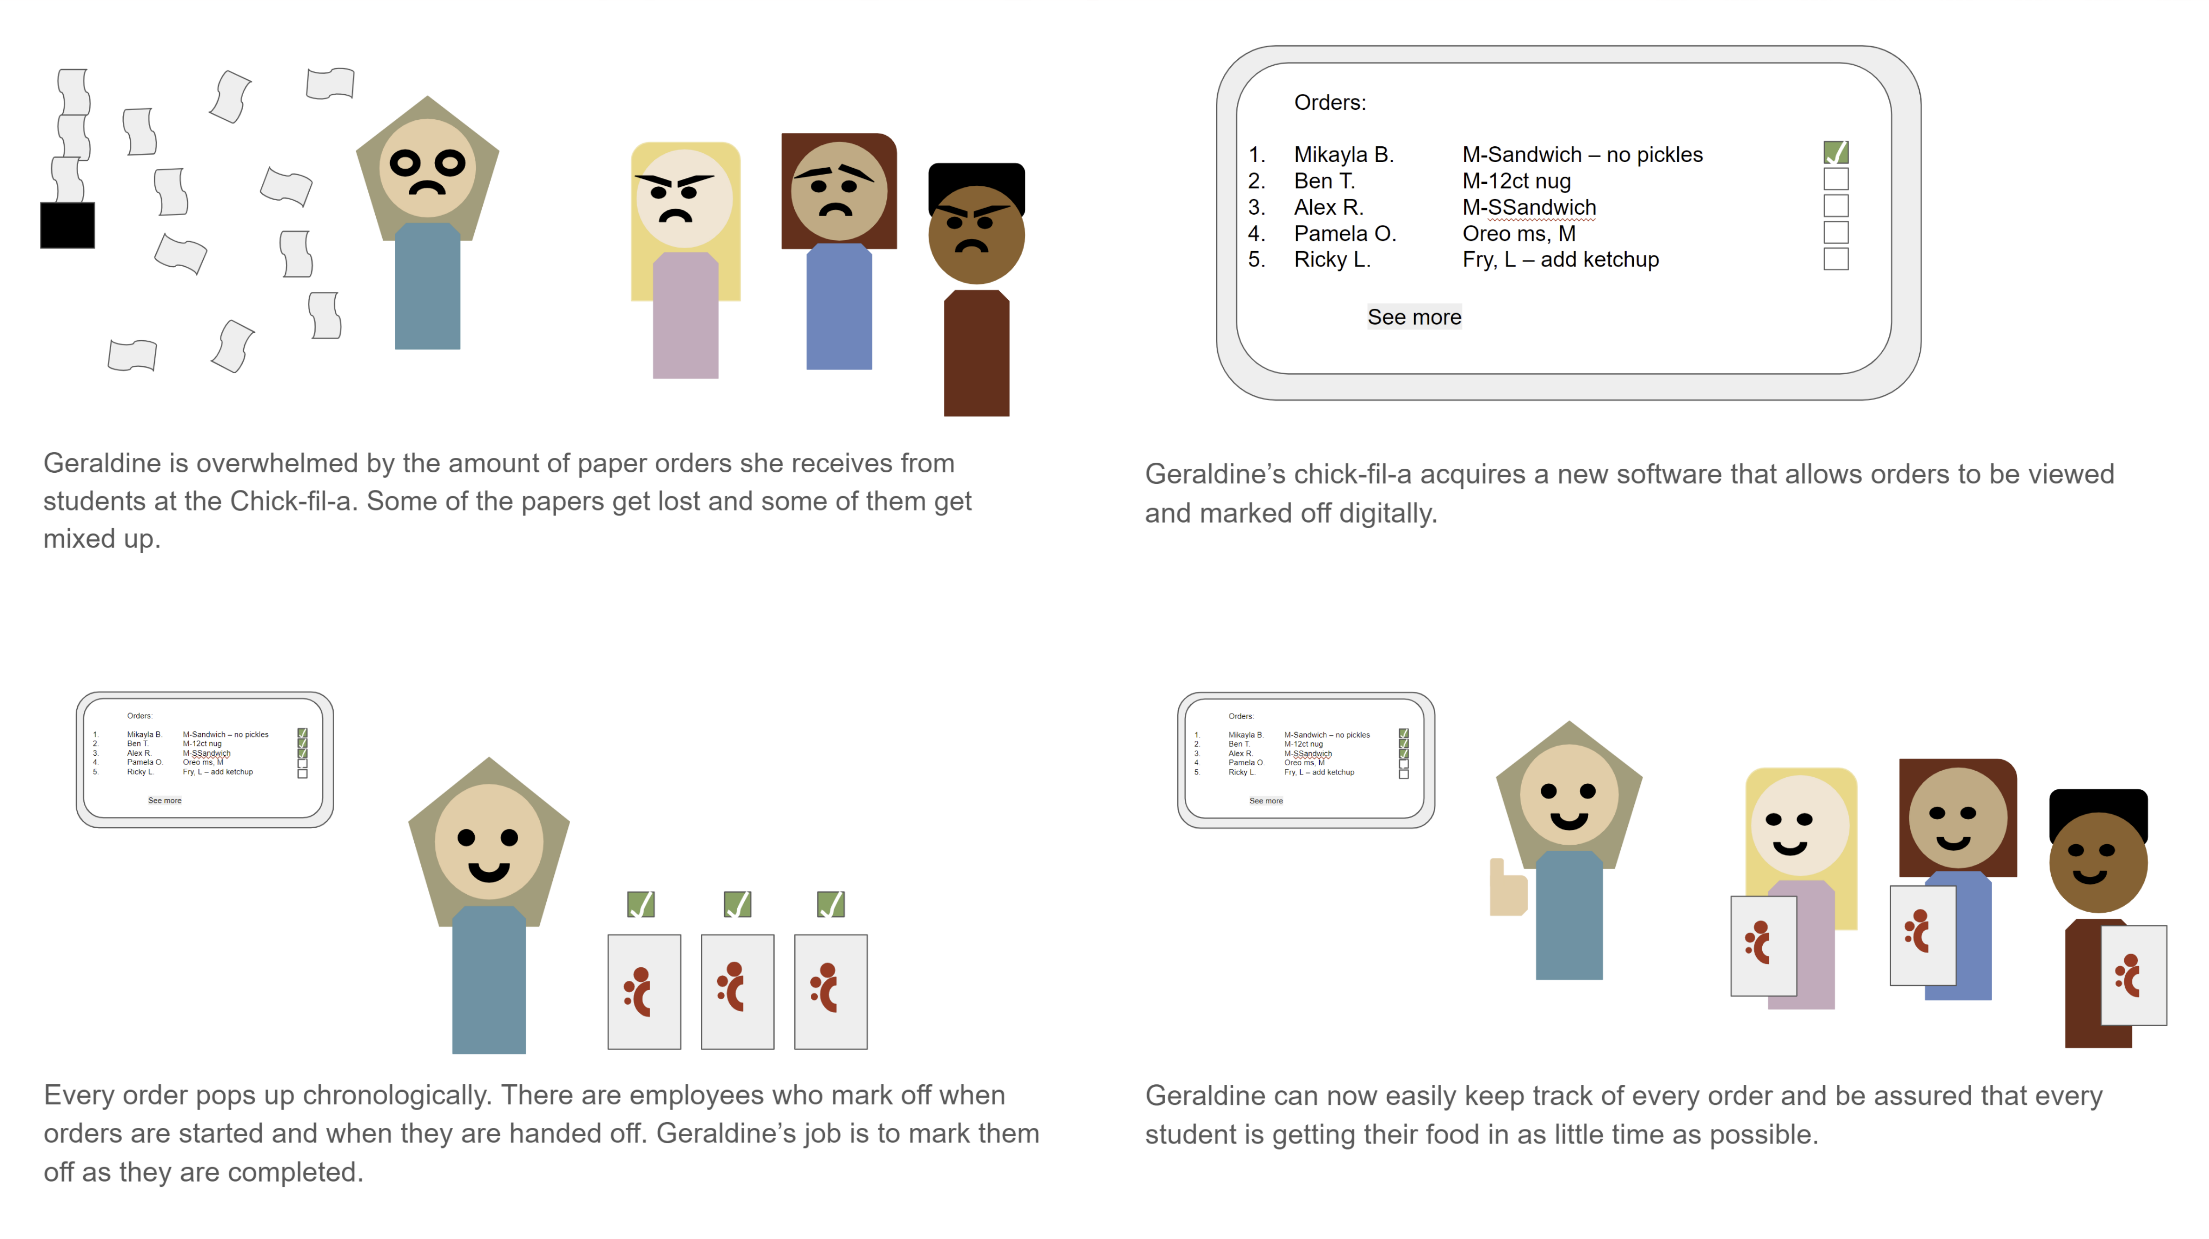 Geraldine is overwhelmed by the amount of paper orders she receives from
students at the Chick-fil-a. Some of the papers get lost and some of them get
mixed up.
Orders:
1. Mikayla B. M-Sandwich – no pickles
2. Ben T. M-12ct nug
3. Alex R. M-SSandwich
4. Pamela O. Oreo ms, M
5. Ricky L. Fry, L – add ketchup
See more
Geraldine’s chick-fil-a acquires a new software that allows orders to be viewed
and marked off digitally.
Orders:
1. Mikayla B. M-Sandwich – no pickles
2. Ben T. M-12ct nug
3. Alex R. M-SSandwich
4. Pamela O. Oreo ms, M
5. Ricky L. Fry, L – add ketchup
See more
Every order pops up chronologically. There are employees who mark off when
orders are started and when they are handed off. Geraldine’s job is to mark them
off as they are completed.
Orders:
1. Mikayla B. M-Sandwich – no pickles
2. Ben T. M-12ct nug
3. Alex R. M-SSandwich
4. Pamela O Oreo ms, M
5. Ricky L. Fry, L – add ketchup
See more
Geraldine can now easily keep track of every order and be assured that every
student is getting their food in as little time as possible.